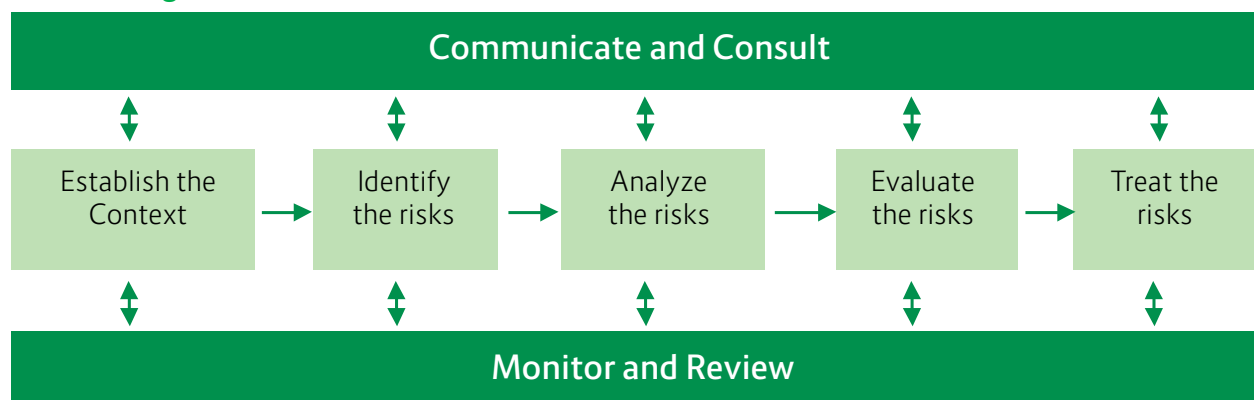 Communicate and Consult
Establish the
Context
Identify
the risks
Analyze
the risks
Evaluate
the risks
Treat the
risks
Monitor and Review